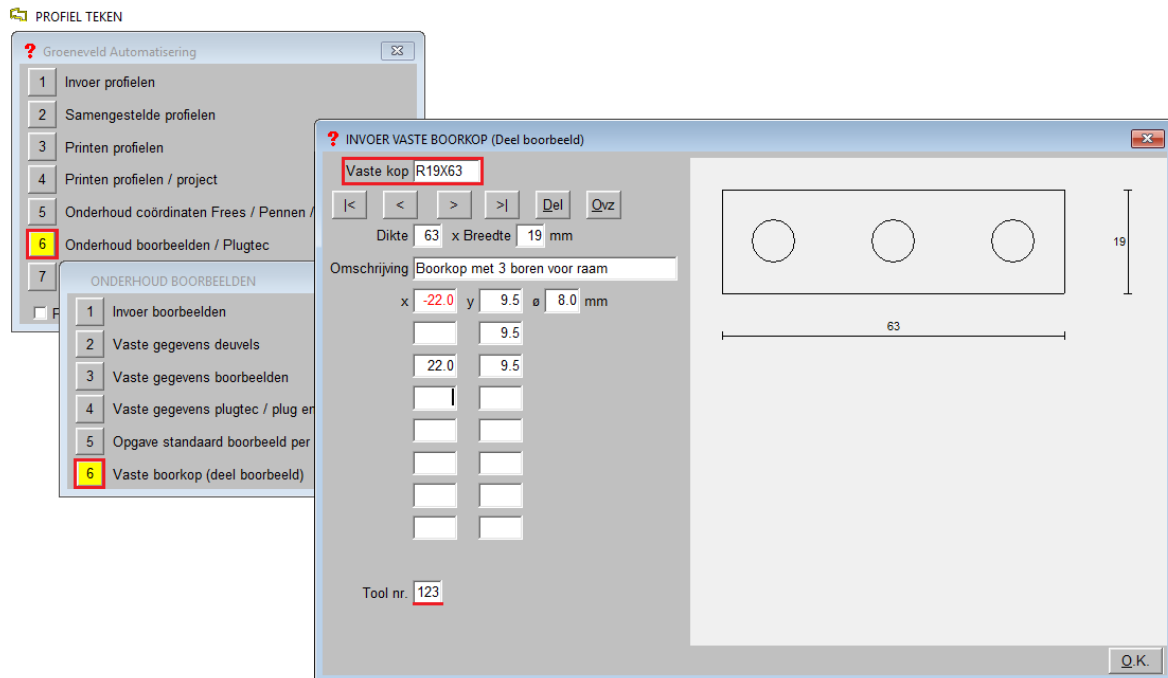 PROFIEL TEKEN
? Groeneveld Automatisering
1 Invoer profielen
2 Samengestelde profielen
3 Printen profielen
4 Printen profielen / project
5 Onderhoud coördinaten Frees / Pennen /
6 Onderhoud boorbeelden / Plugtec
7
F
ONDERHOUD BOORBEELDEN
1 Invoer boorbeelden
2 Vaste gegevens deuvels
3 Vaste gegevens boorbeelden
4 Vaste gegevens plugtec / plug en
5 Opgave standaard boorbeeld per
6 Vaste boorkop (deel boorbeeld)
? INVOER VASTE BOORKOP (Deel boorbeeld)
Vaste kop R19X63
|< < > >| Del Ovz
Dikte 63 x Breedte 19 mm
Omschrijving Boorkop met 3 boren voor raam
x -22.0 y 9.5 ø 8.0 mm
9.5
22.0 9.5
Tool nr. 123
19
63
O.K.